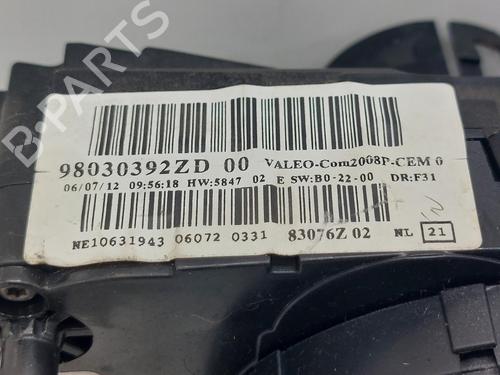 B-PARTS
98030392ZD 00 VALEO-Com2008P-CEM 0
06/07/12 09:56:18 HW:5847 02 E SW:B0-22-00 DR:F31
NE10631943 06072 0331 83076Z 02 NL 21